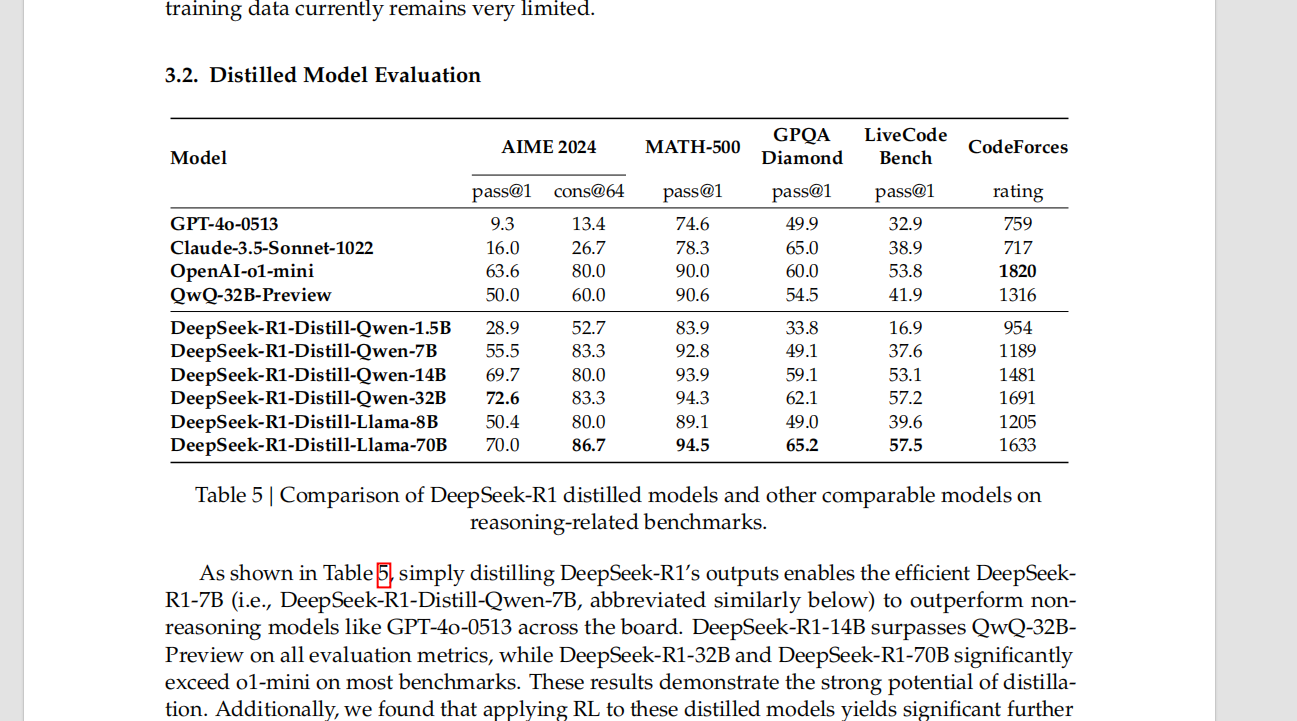 training data currently remains very limited.
3.2. Distilled Model Evaluation
Model AIME 2024 MATH-500 GPQA Diamond LiveCode Bench CodeForces
pass@1 cons@64 pass@1 pass@1 pass@1 rating
GPT-4o-0513 9.3 13.4 74.6 49.9 32.9 759
Claude-3.5-Sonnet-1022 16.0 26.7 78.3 65.0 38.9 717
OpenAI-o1-mini 63.6 80.0 90.0 60.0 53.8 1820
QwQ-32B-Preview 50.0 60.0 90.6 54.5 41.9 1316
DeepSeek-R1-Distill-Qwen-1.5B 28.9 52.7 83.9 33.8 16.9 954
DeepSeek-R1-Distill-Qwen-7B 55.5 83.3 92.8 49.1 37.6 1189
DeepSeek-R1-Distill-Qwen-14B 69.7 80.0 93.9 59.1 53.1 1481
DeepSeek-R1-Distill-Qwen-32B 72.6 83.3 94.3 62.1 57.2 1691
DeepSeek-R1-Distill-Llama-8B 50.4 80.0 89.1 49.0 39.6 1205
DeepSeek-R1-Distill-Llama-70B 70.0 86.7 94.5 65.2 57.5 1633
Table 5 | Comparison of DeepSeek-R1 distilled models and other comparable models on
reasoning-related benchmarks.
As shown in Table 5, simply distilling DeepSeek-R1's outputs enables the efficient DeepSeek-
R1-7B (i.e., DeepSeek-R1-Distill-Qwen-7B, abbreviated similarly below) to outperform non-
reasoning models like GPT-4o-0513 across the board. DeepSeek-R1-14B surpasses QwQ-32B-
Preview on all evaluation metrics, while DeepSeek-R1-32B and DeepSeek-R1-70B significantly
exceed o1-mini on most benchmarks. These results demonstrate the strong potential of distilla-
tion. Additionally, we found that applying RL to these distilled models yields significant further